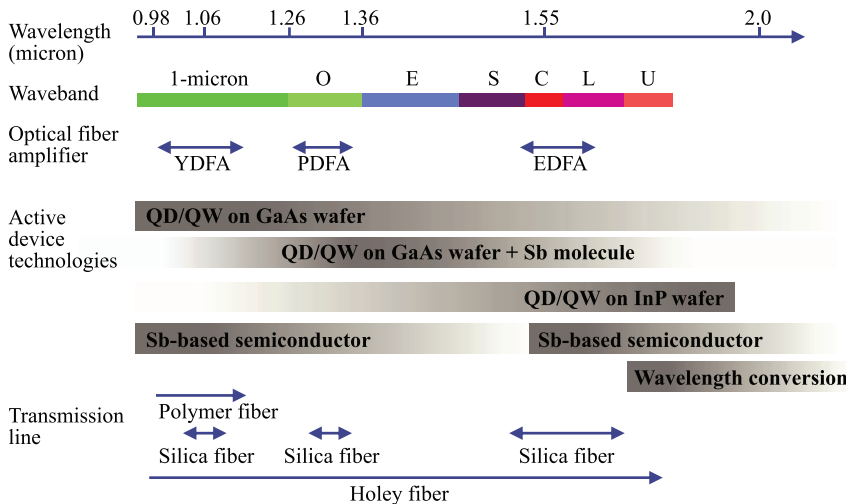 0.98 1.06 1.26 1.36 1.55 2.0
Wavelength
(micron)
1-micron O E S C L U
Waveband
Optical fiber
amplifier
YDFA PDFA EDFA
Active
device
technologies
QD/QW on GaAs wafer
QD/QW on GaAs wafer + Sb molecule
QD/QW on InP wafer
Sb-based semiconductor Sb-based semiconductor
Wavelength conversion
Transmission
line
Polymer fiber
Silica fiber Silica fiber Silica fiber
Holey fiber